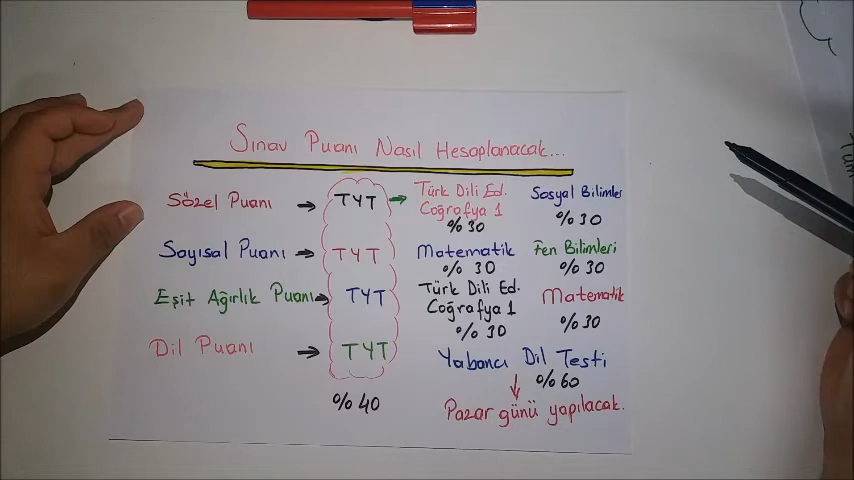 Sınav Puanı Nasıl Hesaplanacak...
Sözel Puanı → TYT → Türk Dili Ed. Sosyal Bilimler
Coğrafya 1
%30 %30
Sayısal Puanı → TYT Matematik Fen Bilimleri
%30 %30
Eşit Ağırlık Puanı → TYT Türk Dili Ed. Matematik
Coğrafya 1
%30 %30
Dil Puanı → TYT Yabancı Dil Testi
%40 %60
Pazar günü yapılacak.